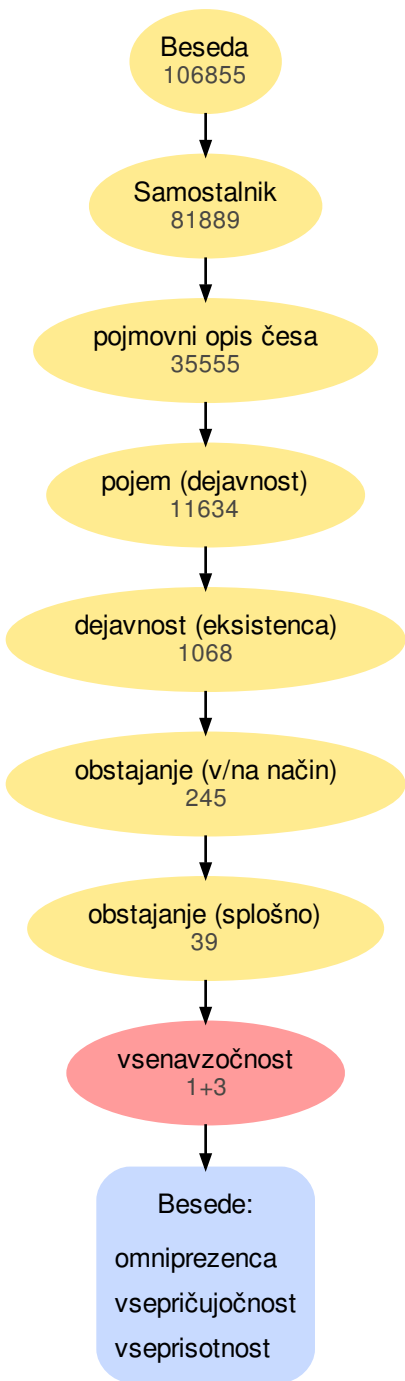 Beseda
106855
Samostalnik
81889
pojmovni opis česa
35555
pojem (dejavnost)
11634
dejavnost (eksistenca)
1068
obstajanje (v/na način)
245
obstajanje (splošno)
39
vsenavzočnost
1+3
Besede:
omniprezenca
vsepričujočnost
vseprisotnost